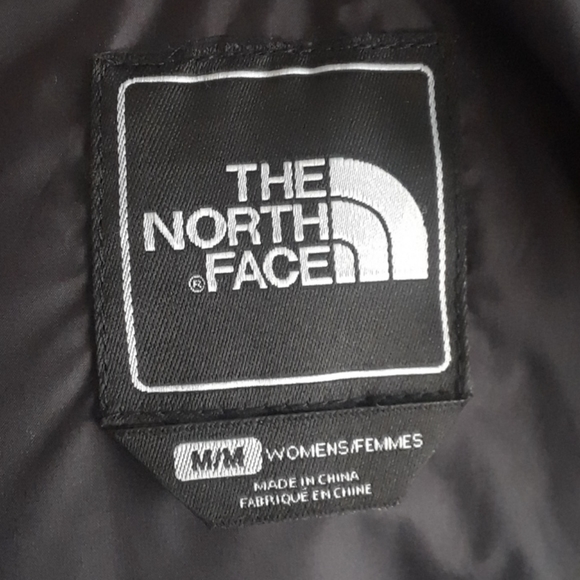 THE
NORTH
®FACE
M/M WOMENS/FEMMES
MADE IN CHINA
FABRIQUÉ EN CHINE